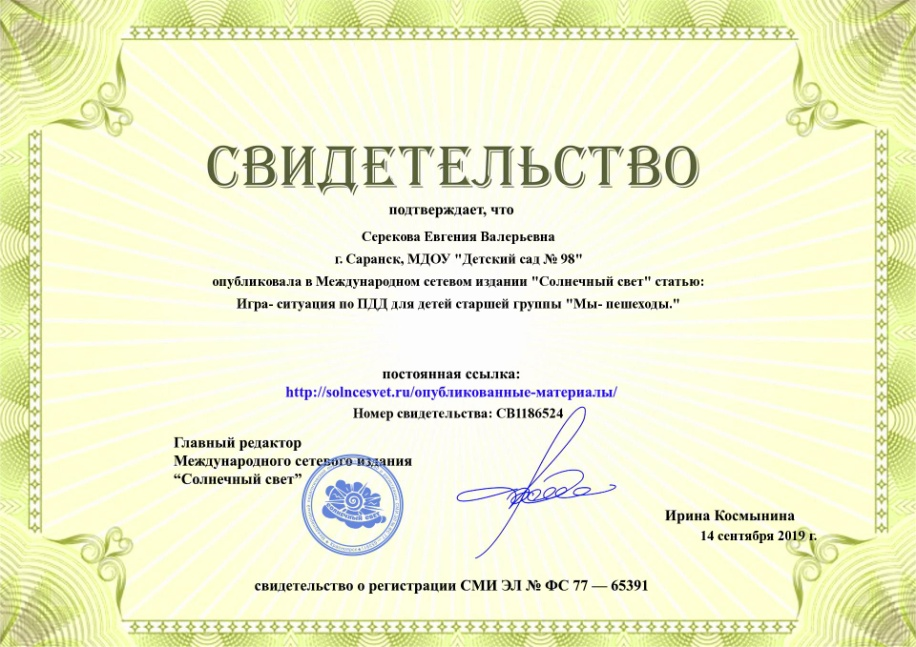 СВИДЕТЕЛЬСТВО
подтверждает, что
Серекова Евгения Валерьевна
г. Саранск, МДОУ "Детский сад № 98"
опубликовала в Международном сетевом издании "Солнечный свет" статью:
Игра- ситуация по ПДД для детей старшей группы "Мы- пешеходы."
постоянная ссылка:
http://solncesvet.ru/опубликованные-материалы/
Номер свидетельства: СВ1186524
Главный редактор
Международного сетевого издания
“Солнечный свет”
солнечный свет
Ирина Космынина
14 сентября 2019 г.
свидетельство о регистрации СМИ ЭЛ № ФС 77 — 65391